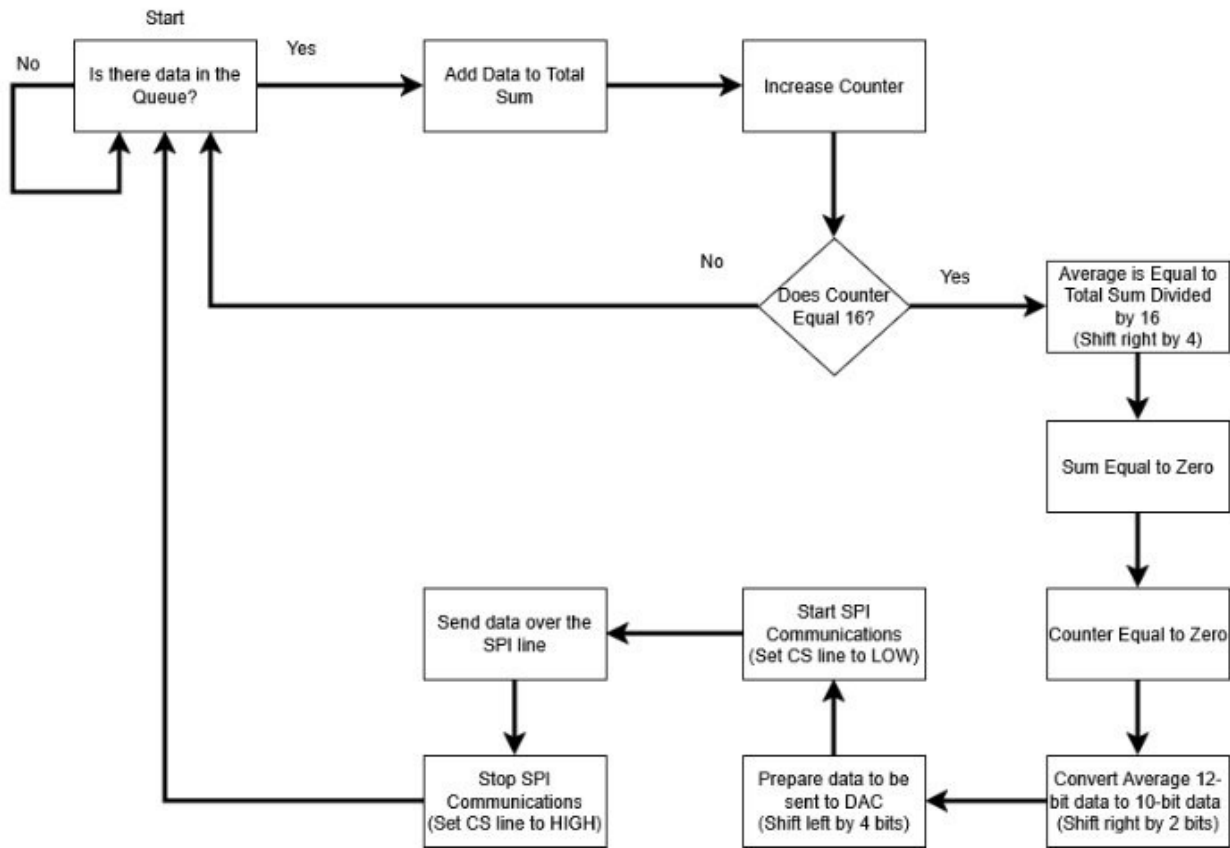 Start
No
Is there data in the
Queue?
Yes
Add Data to Total
Sum
Increase Counter
No
Does Counter
Equal 16?
Yes
Average is Equal to
Total Sum Divided
by 16
(Shift right by 4)
Sum Equal to Zero
Counter Equal to Zero
Convert Average 12-
bit data to 10-bit data
(Shift right by 2 bits)
Prepare data to be
sent to DAC
(Shift left by 4 bits)
Start SPI
Communications
(Set CS line to LOW)
Send data over the
SPI line
Stop SPI
Communications
(Set CS line to HIGH)